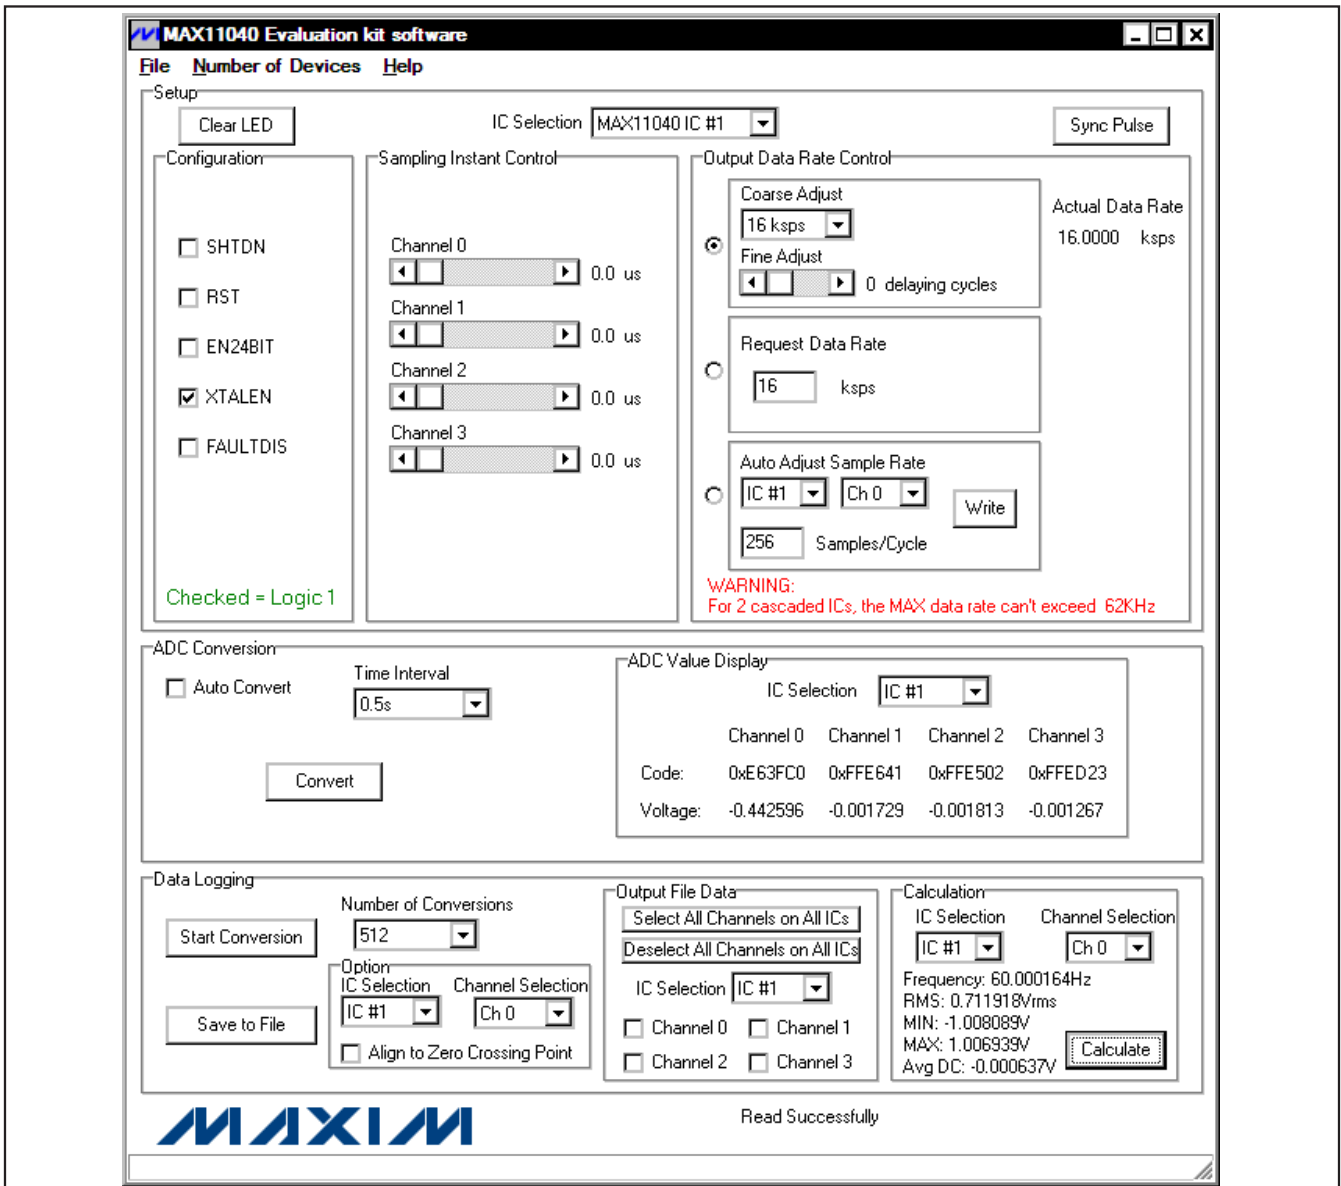 MAX11040 Evaluation kit software
File Number of Devices Help
Setup
Clear LED
IC Selection MAX11040 IC #1
Sync Pulse
Configuration
SHTDN
RST
EN24BIT
XTALEN
FAULTDIS
Checked = Logic 1
Sampling Instant Control
Channel 0
0.0 us
Channel 1
0.0 us
Channel 2
0.0 us
Channel 3
0.0 us
Output Data Rate Control
Coarse Adjust
16 ksps
Fine Adjust
0 delaying cycles
Actual Data Rate
16.0000 ksps
Request Data Rate
16 ksps
Auto Adjust Sample Rate
IC #1 Ch 0
Write
256 Samples/Cycle
WARNING:
For 2 cascaded ICs, the MAX data rate can't exceed 62KHz
ADC Conversion
Auto Convert
Time Interval
0.5s
Convert
ADC Value Display
IC Selection IC #1
Channel 0 Channel 1 Channel 2 Channel 3
Code: 0xE63FC0 0xFFE641 0xFFE502 0xFFED23
Voltage: -0.442596 -0.001729 -0.001813 -0.001267
Data Logging
Start Conversion
Save to File
Number of Conversions
512
Option
IC Selection Channel Selection
IC #1 Ch 0
Align to Zero Crossing Point
Output File Data
Select All Channels on All ICs
Deselect All Channels on All ICs
IC Selection IC #1
Channel 0 Channel 1
Channel 2 Channel 3
Calculation
IC Selection Channel Selection
IC #1 Ch 0
Frequency: 60.000164Hz
RMS: 0.711918Vrms
MIN: -1.008089V
MAX: 1.006939V
Avg DC: -0.000637V
Calculate
MAXIM
Read Successfully